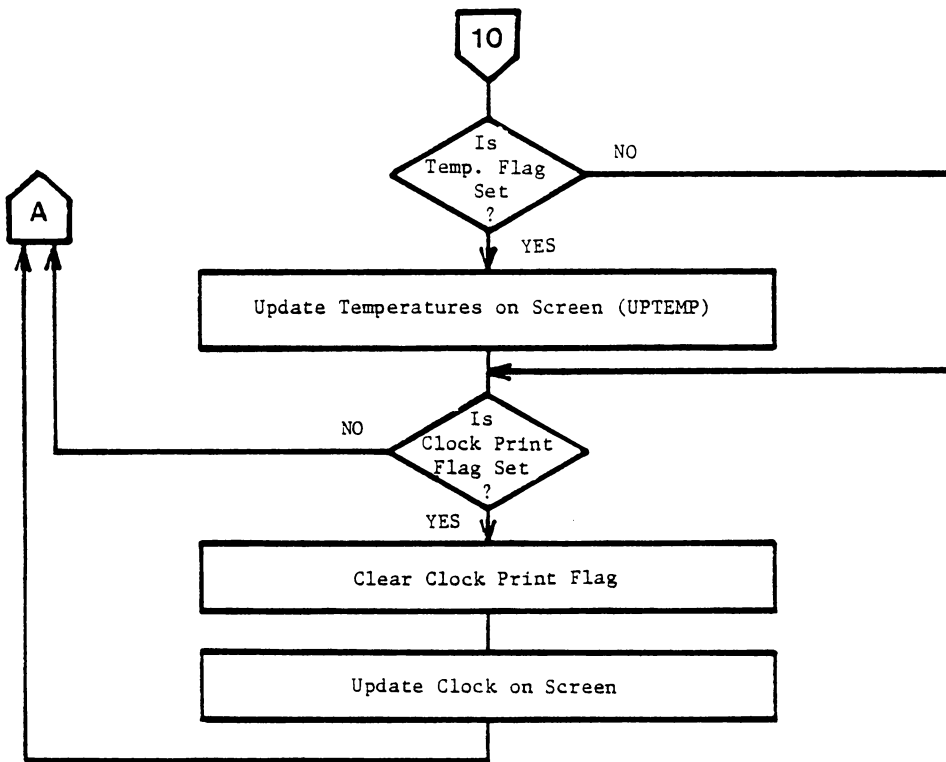 10
Is
Temp. Flag
Set
?
NO
YES
A
Update Temperatures on Screen (UPTEMP)
Is
Clock Print
Flag Set
?
NO
YES
Clear Clock Print Flag
Update Clock on Screen